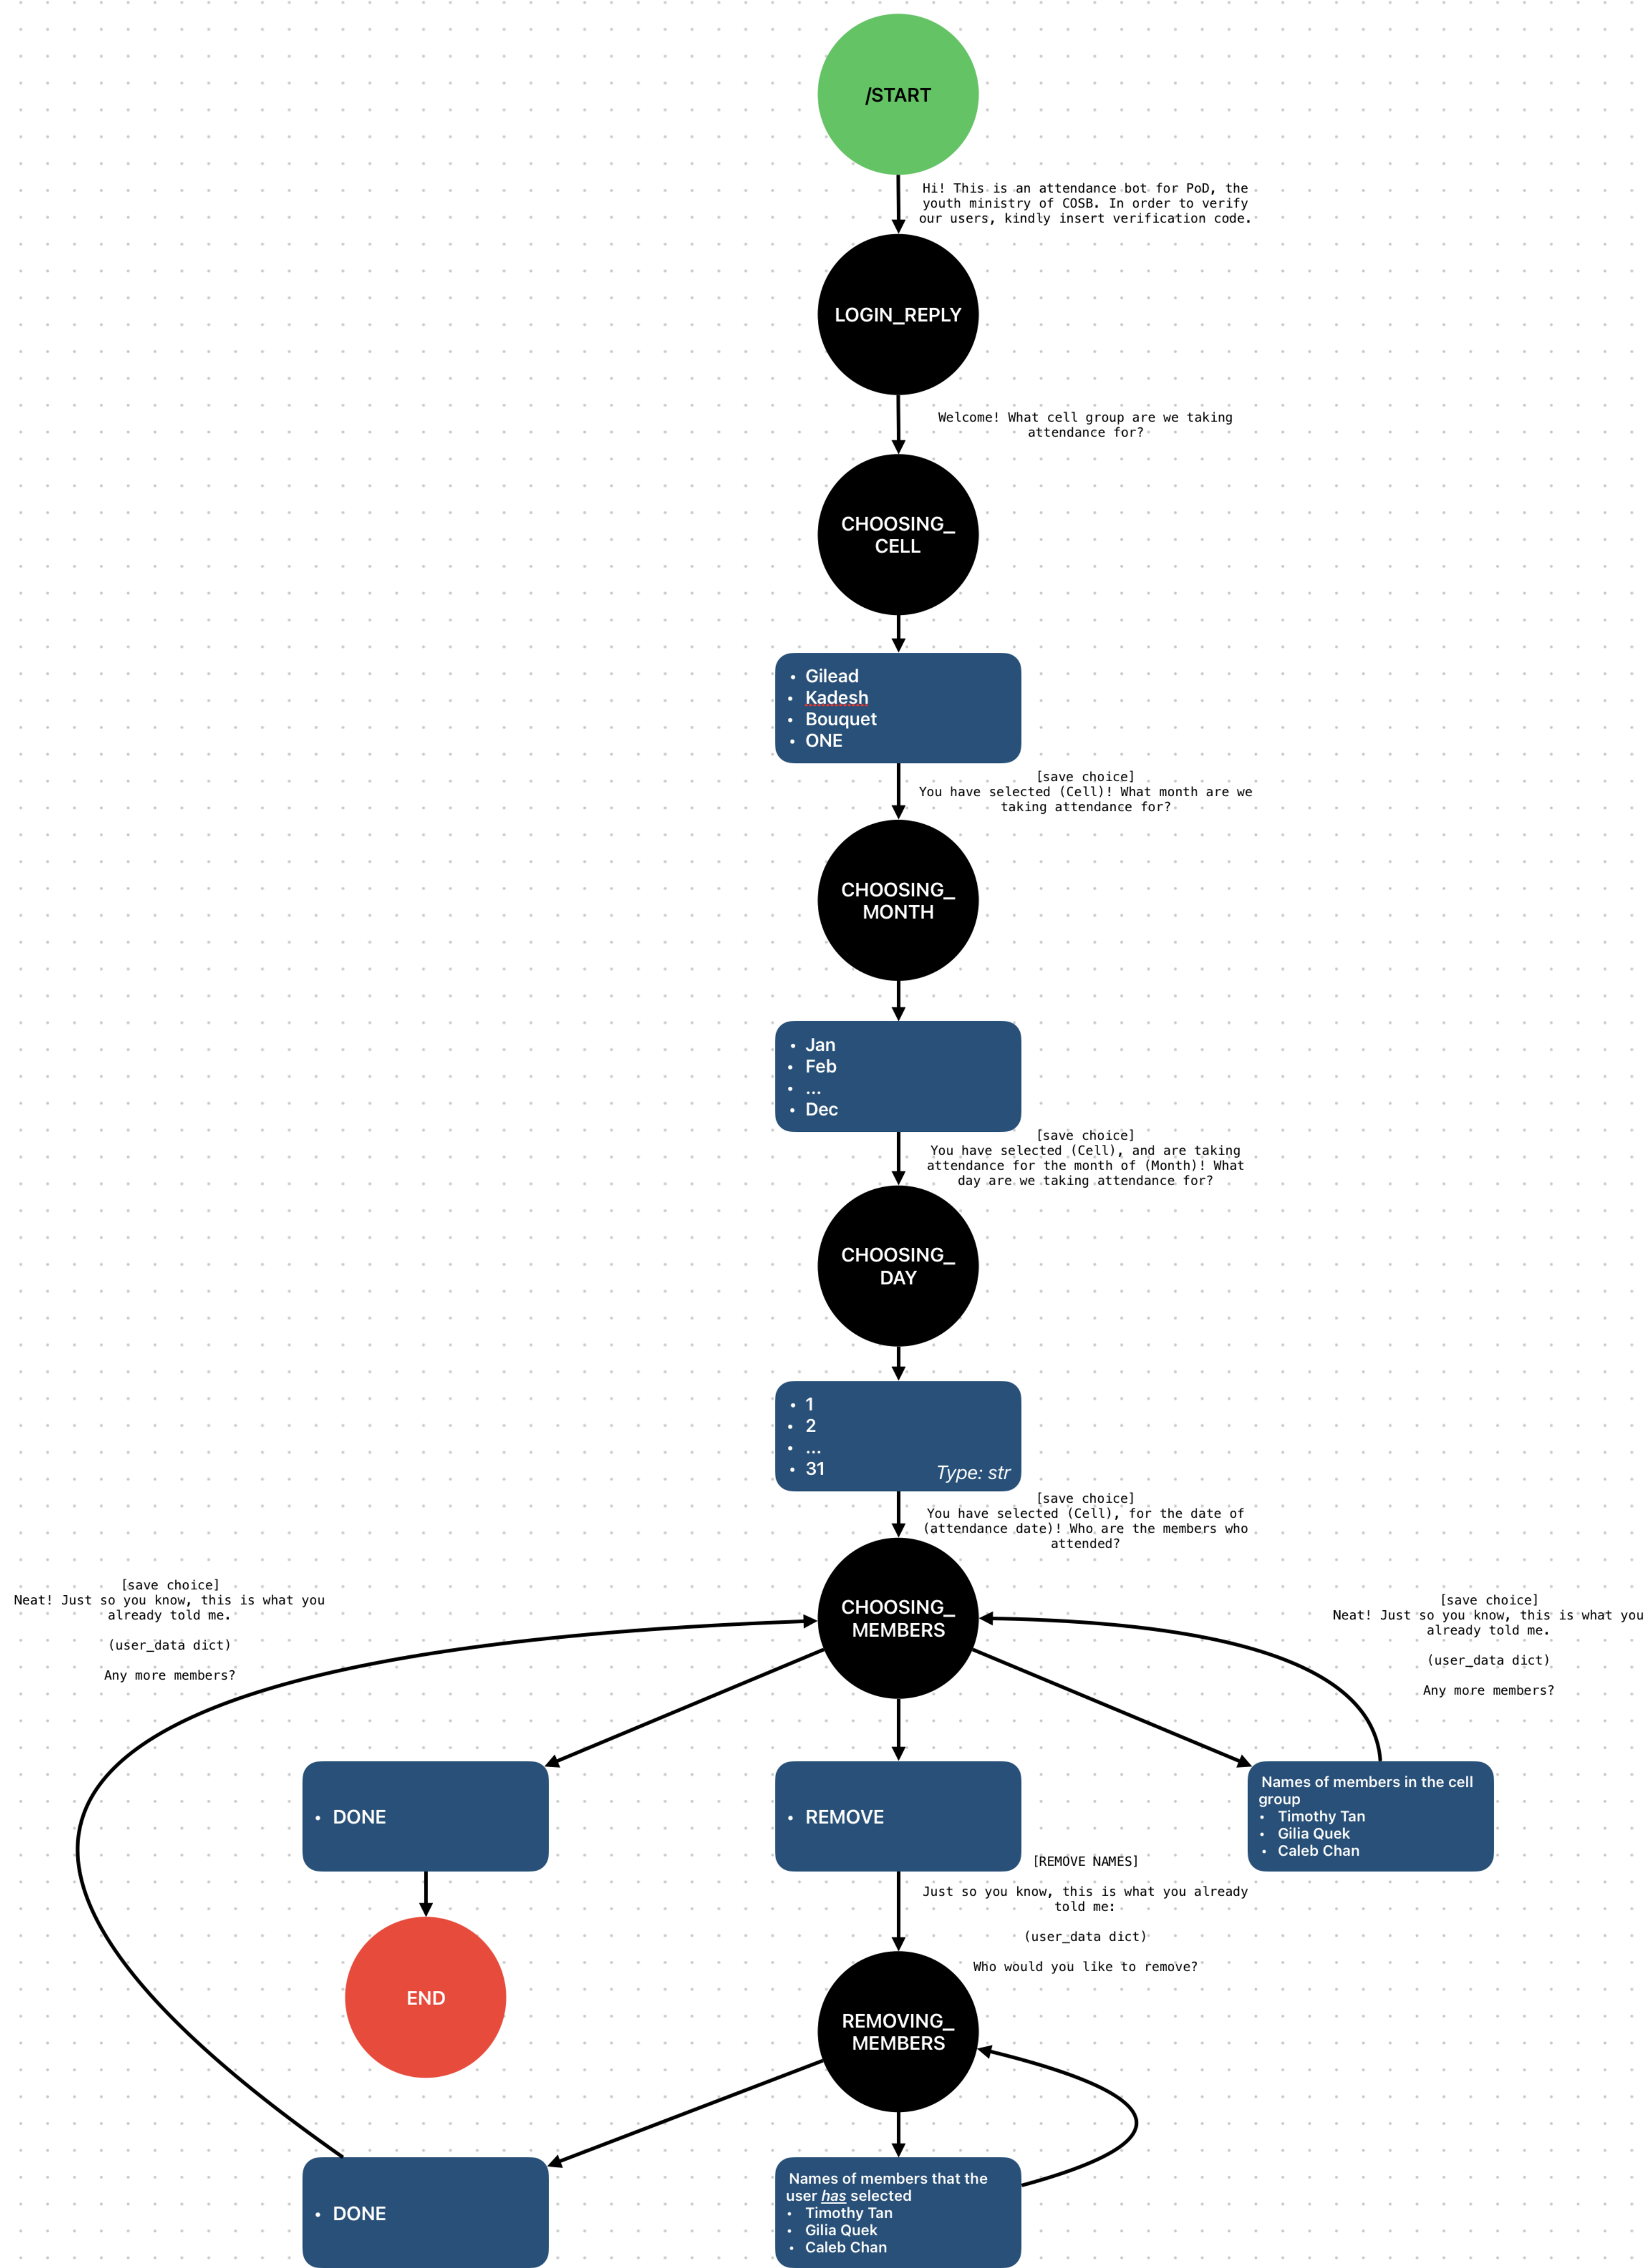 /START
Hi! This is an attendance bot for PoD, the
youth ministry of COSB. In order to verify
our users, kindly insert verification code.
LOGIN_REPLY
Welcome! What cell group are we taking
attendance for?
CHOOSING_
CELL
• Gilead
• Kadesh
• Bouquet
• ONE
[save choice]
You have selected (Cell)! What month are we
taking attendance for?
CHOOSING_
MONTH
• Jan
• Feb
• ...
• Dec
[save choice]
You have selected (Cell), and are taking
attendance for the month of (Month)! What
day are we taking attendance for?
CHOOSING_
DAY
• 1
• 2
• ...
• 31
Type: str
[save choice]
You have selected (Cell), for the date of
(attendance date)! Who are the members who
attended?
CHOOSING_
MEMBERS
[save choice]
Neat! Just so you know, this is what you
already told me.
(user_data dict)
Any more members?
[save choice]
Neat! Just so you know, this is what you
already told me.
(user_data dict)
Any more members?
• DONE
• REMOVE
Names of members in the cell
group
• Timothy Tan
• Gilia Quek
• Caleb Chan
[REMOVE NAMES]
Just so you know, this is what you already
told me:
(user_data dict)
Who would you like to remove?
END
REMOVING_
MEMBERS
• DONE
Names of members that the
user has selected
• Timothy Tan
• Gilia Quek
• Caleb Chan